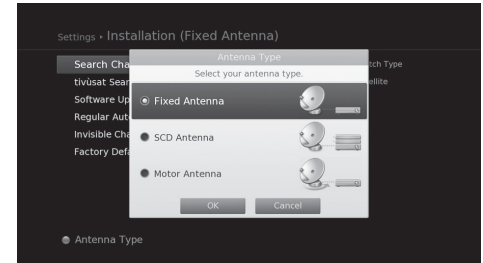 Settings • Installation (Fixed Antenna)
Antenna Type
Select your antenna type.
Search Cha
tch Type
tivùsat Sear
ellite
Software Up
Fixed Antenna
Regular Aut
Invisible Cha
SCD Antenna
Factory Defa
Motor Antenna
OK Cancel
Antenna Type